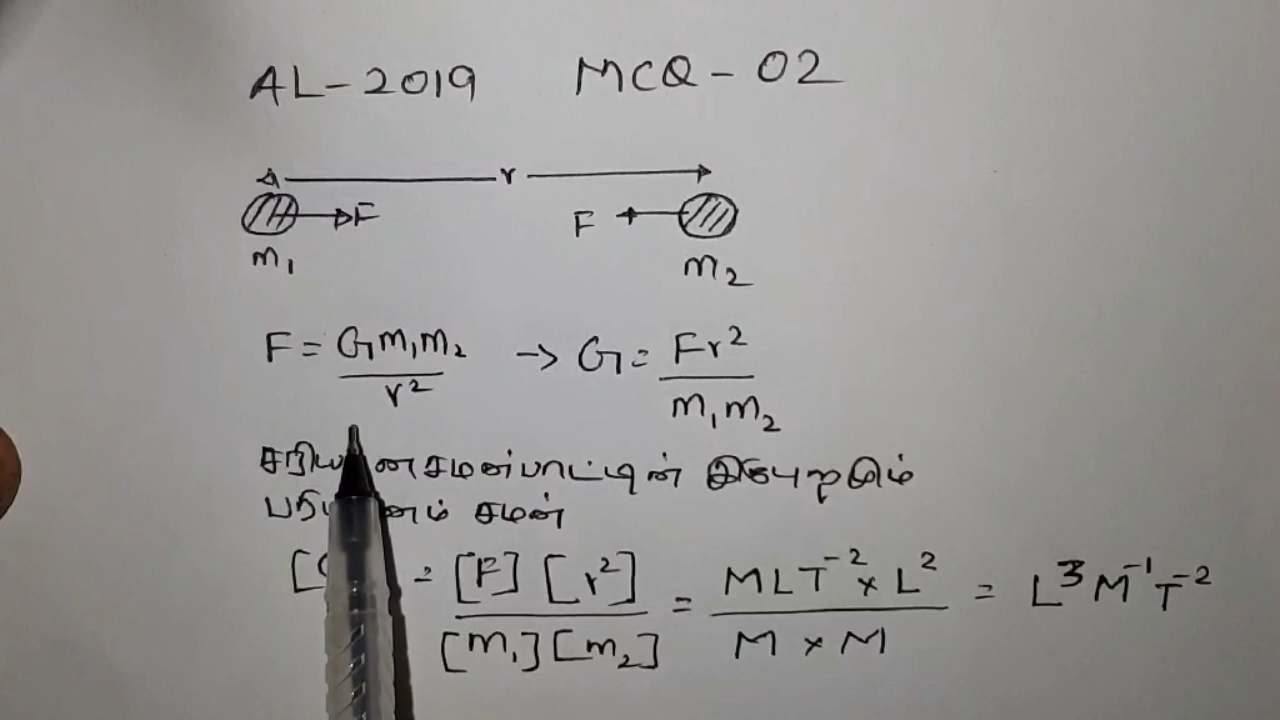 AL-2019 MCQ-02
r
F F
m₁ m₂
F = Gm₁m₂/r² → G = Fr²/m₁m₂
சமன்பாட்டின் இருபுறமும்
சமன்
= [F] [r²]/[m₁][m₂] = MLT⁻² × L²/M × M = L³M⁻¹T⁻²